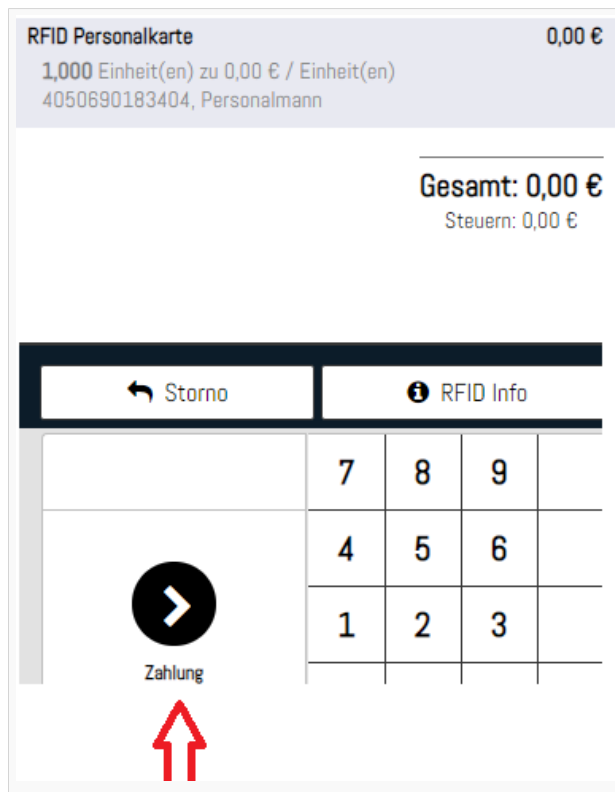 RFID Personalkarte 0,00 €
1,000 Einheit(en) zu 0,00 € / Einheit(en)
4050690183404, Personalmann
Gesamt: 0,00 €
Steuern: 0,00 €
Storno RFID Info
7 8 9
4 5 6
1 2 3
Zahlung